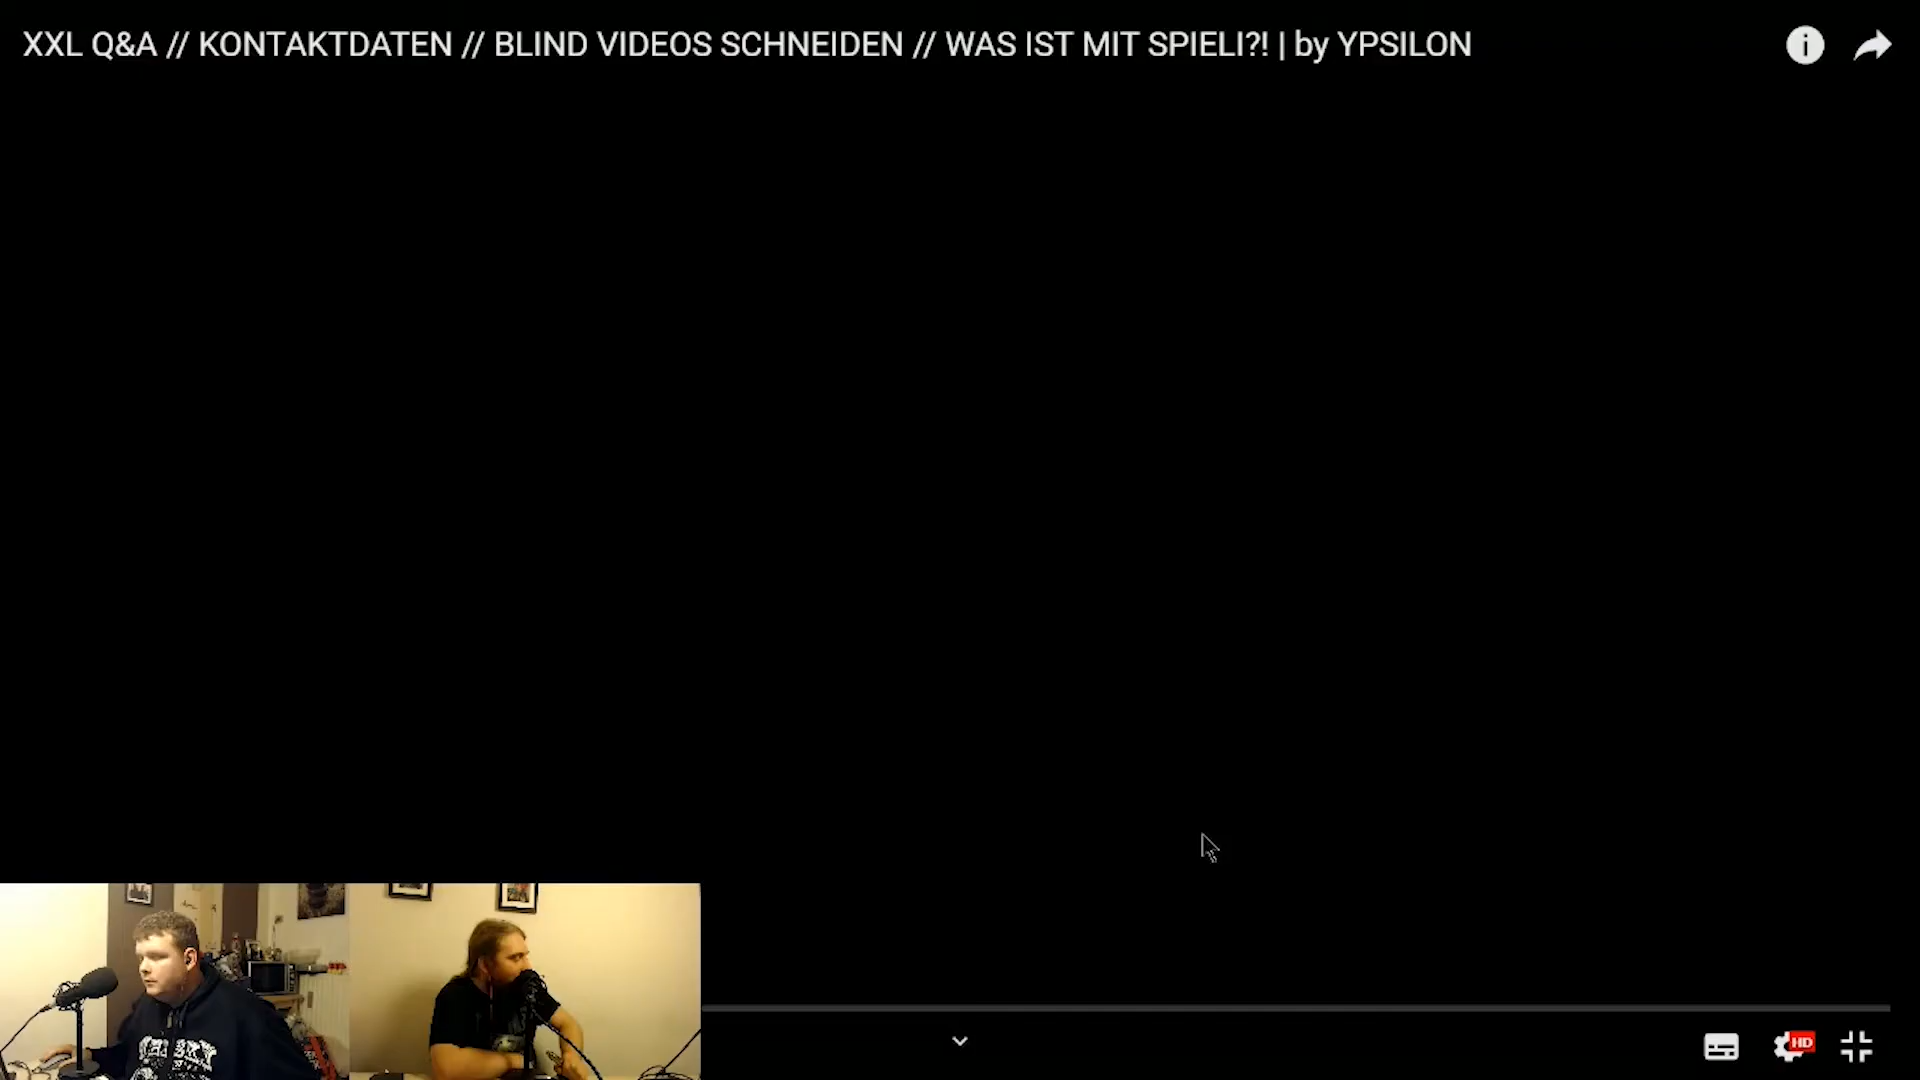 XXL Q&A // KONTAKTDATEN // BLIND VIDEOS SCHNEIDEN // WAS IST MIT SPIELI?! | by YPSILON
HD